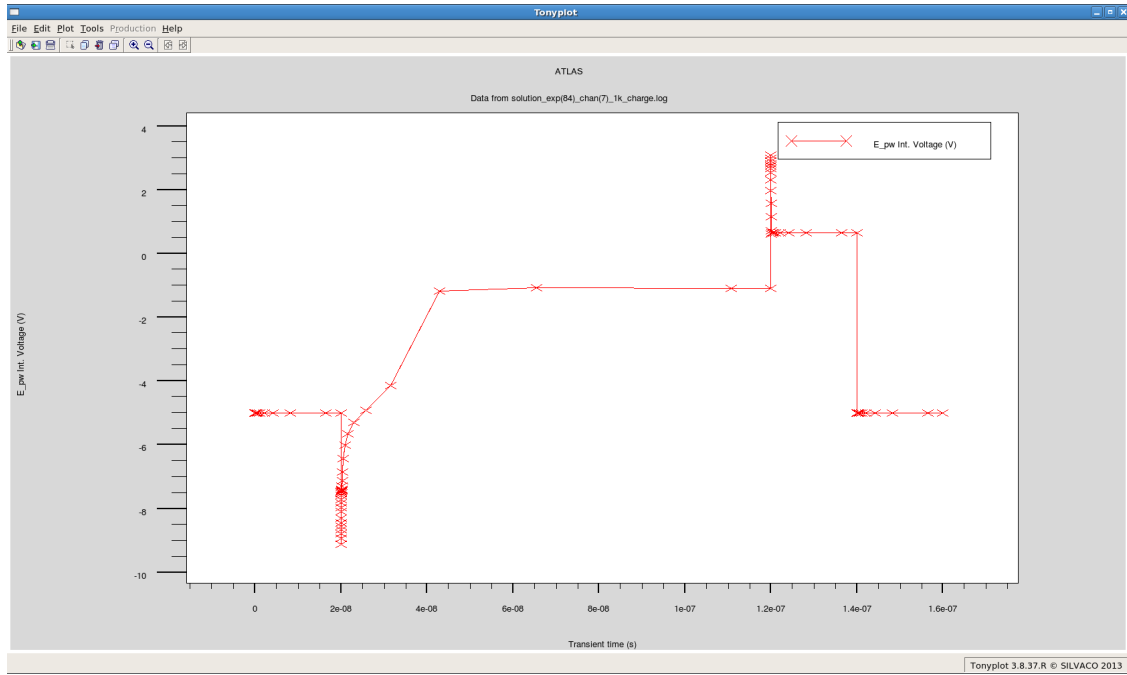 Tonyplot
File Edit Plot Tools Production Help
ATLAS
Data from solution_exp(84)_chan(7)_1k_charge.log
E_pw Int. Voltage (V)
4
2
0
-2
-4
-6
-8
-10
E_pw Int. Voltage (V)
0 2e-08 4e-08 6e-08 8e-08 1e-07 1.2e-07 1.4e-07 1.6e-07
Transient time (s)
Tonyplot 3.8.37.R © SILVACO 2013